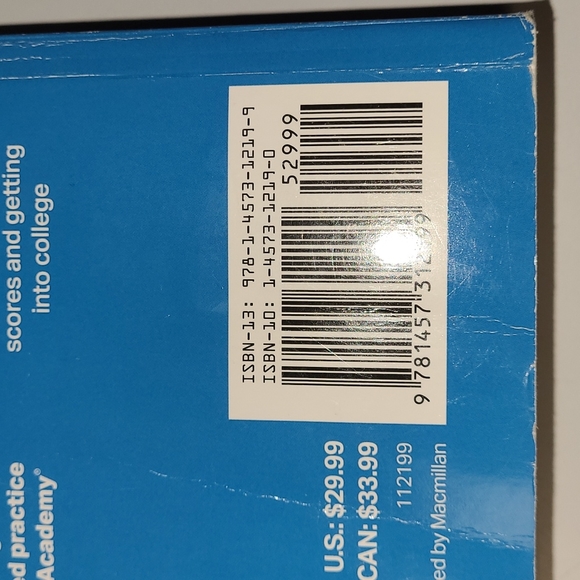 scores and getting
into college
ed practice
Academy®
ISBN-13: 978-1-4573-1219-9
ISBN-10: 1-4573-1219-0
52999
9 781457 312199
U.S.: $29.99
CAN: $33.99
112199
ed by Macmillan